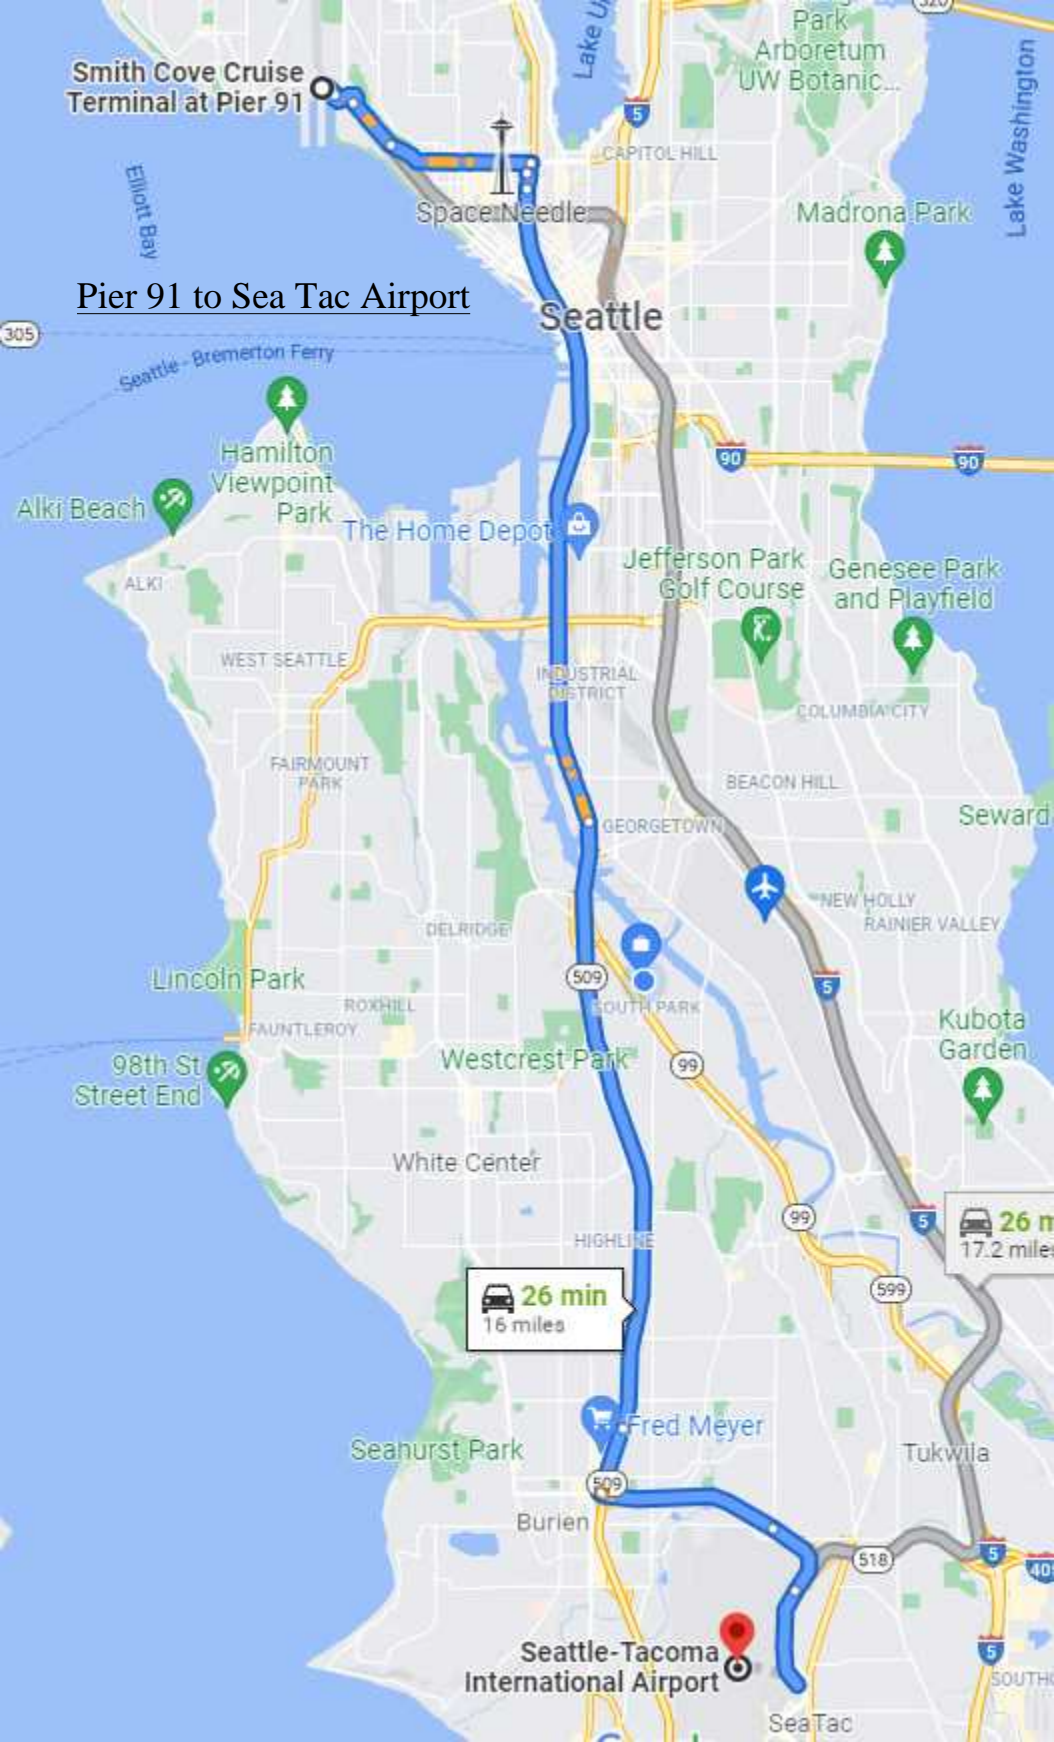 520
Park
Arboretum
UW Botanic...
Smith Cove Cruise
Terminal at Pier 91
5
CAPITOL HILL
Lake Washington
Elliott Bay
Space Needle
Madrona Park
Pier 91 to Sea Tac Airport
Seattle
305
Seattle - Bremerton Ferry
Hamilton
Viewpoint
Park
90
90
Alki Beach
The Home Depot
Jefferson Park
Golf Course
Genesee Park
and Playfield
ALKI
WEST SEATTLE
INDUSTRIAL
DISTRICT
COLUMBIA CITY
FAIRMOUNT
PARK
BEACON HILL
Seward
GEORGETOWN
NEW HOLLY
RAINIER VALLEY
DELRIDGE
Lincoln Park
509
5
ROXHILL
SOUTH PARK
FAUNTLEROY
Kubota
Garden
98th St
Street End
Westcrest Park
99
White Center
99
5
26 m
17.2 miles
HIGHLINE
599
26 min
16 miles
Fred Meyer
Seahurst Park
Tukwila
509
Burien
518
5
405
Seattle-Tacoma
International Airport
5
SeaTac